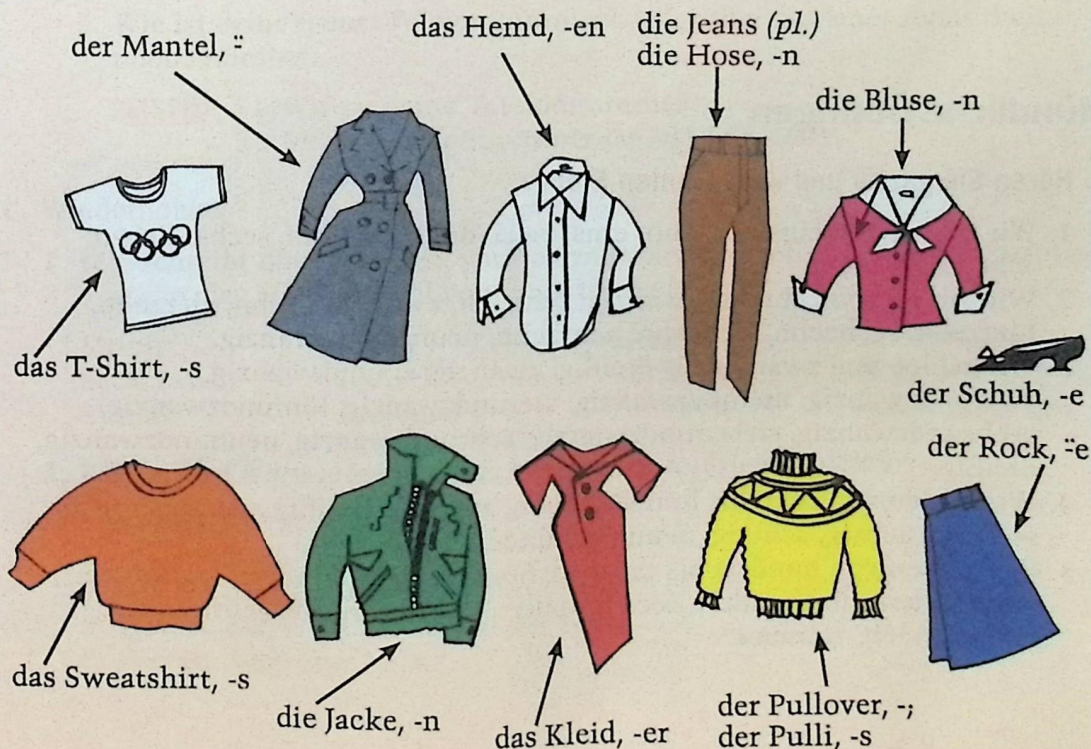 das Hemd, -en
die Jeans (pl.)
die Hose, -n
der Mantel, ⸚
die Bluse, -n
das T-Shirt, -s
der Schuh, -e
der Rock, ⸚e
das Sweatshirt, -s
die Jacke, -n
das Kleid, -er
der Pullover, -;
der Pulli, -s